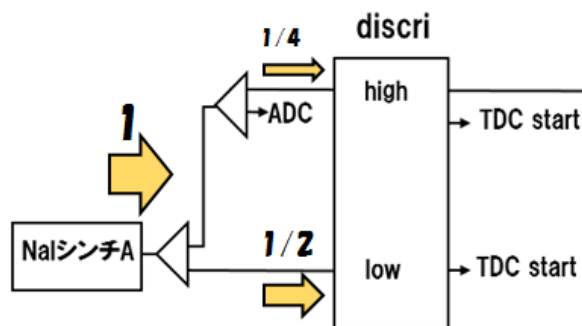 discri
1/4
high
ADC
TDC start
1
NaIシンチA
1/2
low
TDC start